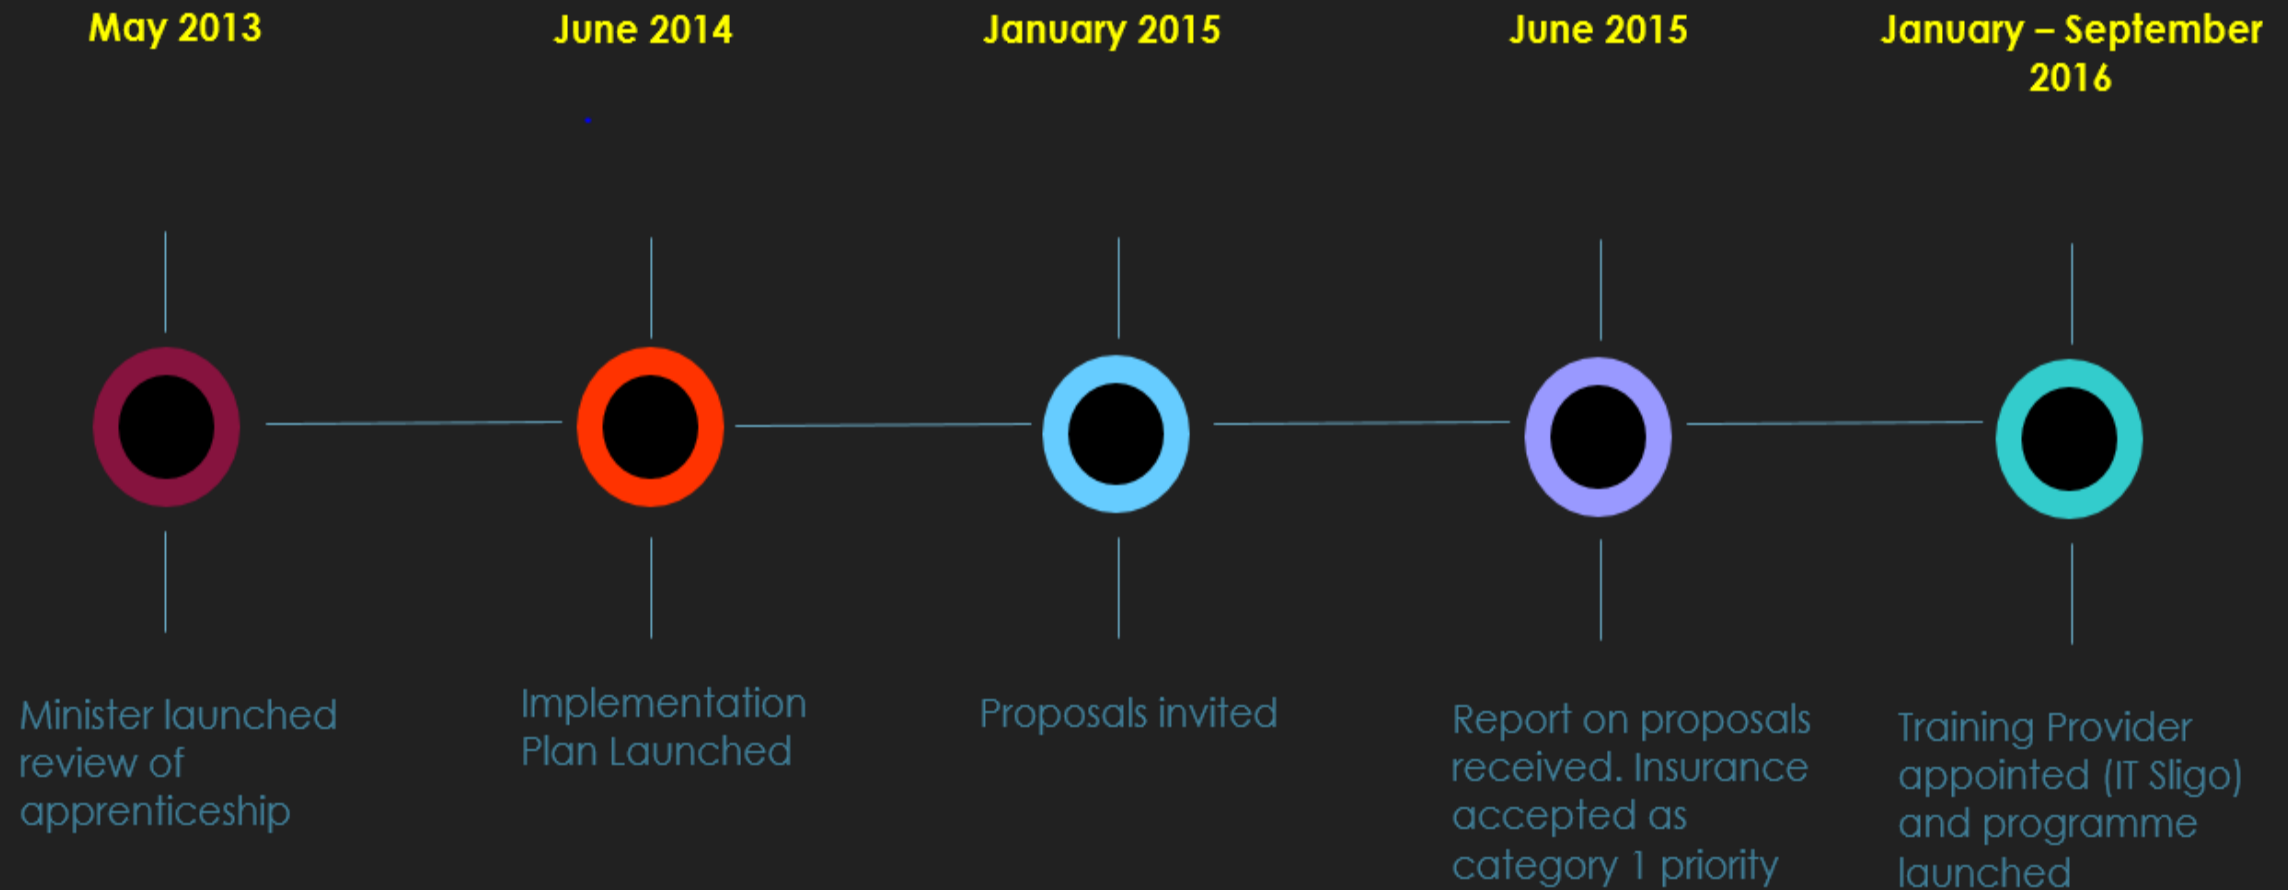 May 2013
June 2014
January 2015
June 2015
January – September
2016
Minister launched
review of
apprenticeship
Implementation
Plan Launched
Proposals invited
Report on proposals
received. Insurance
accepted as
category 1 priority
Training Provider
appointed (IT Sligo)
and programme
launched